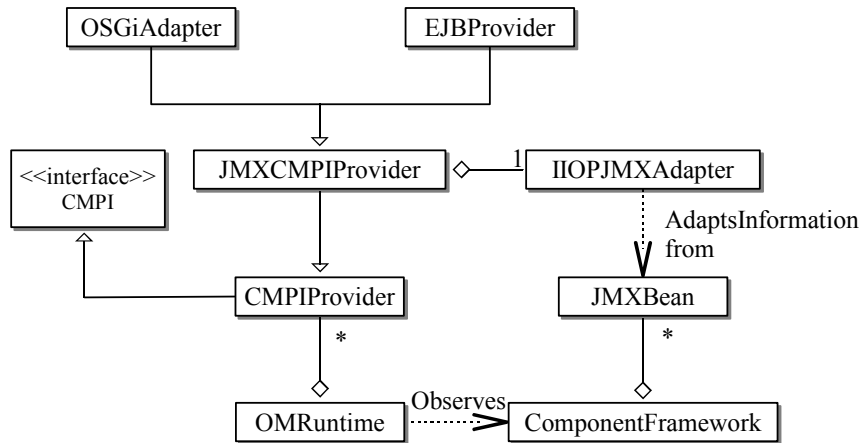 OSGiAdapter
EJBProvider
<<interface>>
CMPI
JMXCMPIProvider
1
IIOPJMXAdapter
AdaptsInformation
from
CMPIProvider
JMXBean
*
*
Observes
OMRuntime
ComponentFramework